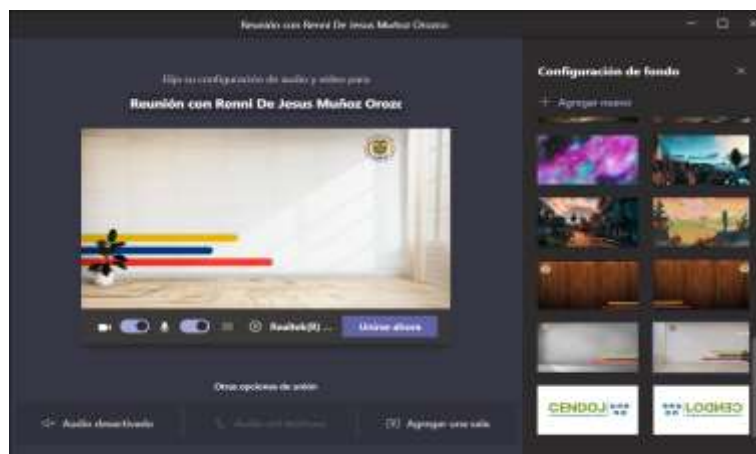 Reunión con Renni De Jesus Muñoz Orozco
Elija su configuración de audio y vídeo para
Reunión con Renni De Jesus Muñoz Orozc
Realtek(R) ...
Unirse ahora
Otras opciones de unión
Audio desactivado
Agregar una sala
Configuración de fondo
Agregar nuevo
CENDOJ
CENDOJ